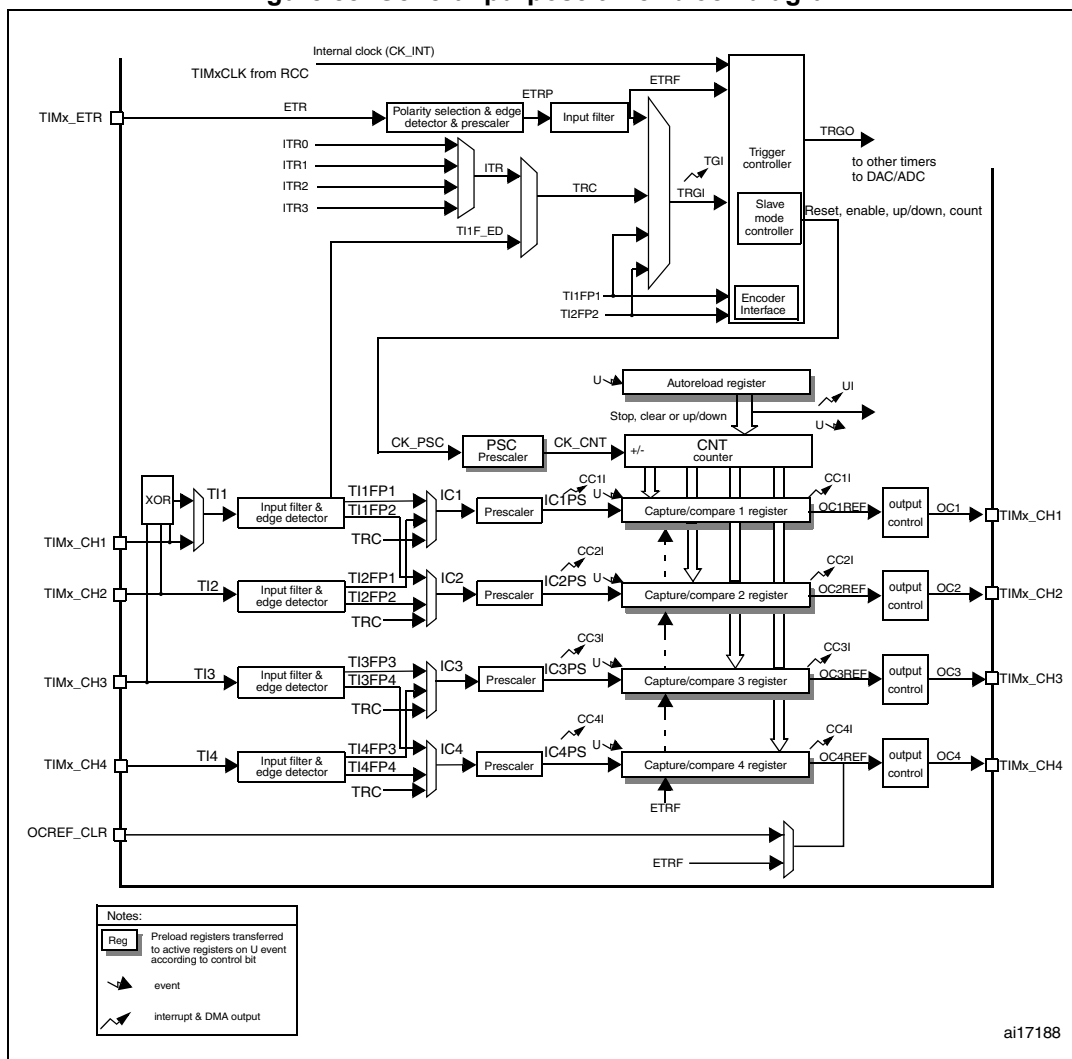 Internal clock (CK_INT)
TIMxCLK from RCC
ETRF
TIMx_ETR
ETR
Polarity selection & edge
detector & prescaler
ETRP
Input filter
Trigger
controller
TRGO
to other timers
to DAC/ADC
ITR0
ITR1
ITR2
ITR3
ITR
TRC
TGI
TRGI
Slave
mode
controller
Reset, enable, up/down, count
TI1F_ED
TI1FP1
TI2FP2
Encoder
Interface
U
Autoreload register
UI
Stop, clear or up/down
U
CK_PSC
PSC
Prescaler
CK_CNT
+/-
CNT
counter
XOR
TI1
Input filter &
edge detector
TI1FP1
TI1FP2
TRC
IC1
Prescaler
IC1PS
CC1I
U
Capture/compare 1 register
CC1I
OC1REF
output
control
OC1
TIMx_CH1
TIMx_CH1
TIMx_CH2
TI2
Input filter &
edge detector
TI2FP1
TI2FP2
TRC
IC2
Prescaler
IC2PS
CC2I
U
Capture/compare 2 register
CC2I
OC2REF
output
control
OC2
TIMx_CH2
TIMx_CH3
TI3
Input filter &
edge detector
TI3FP3
TI3FP4
TRC
IC3
Prescaler
IC3PS
CC3I
U
Capture/compare 3 register
CC3I
OC3REF
output
control
OC3
TIMx_CH3
TIMx_CH4
TI4
Input filter &
edge detector
TI4FP3
TI4FP4
TRC
IC4
Prescaler
IC4PS
CC4I
U
Capture/compare 4 register
CC4I
OC4REF
output
control
OC4
TIMx_CH4
ETRF
OCREF_CLR
ETRF
Notes:
Reg
Preload registers transferred
to active registers on U event
according to control bit
event
interrupt & DMA output
ai17188